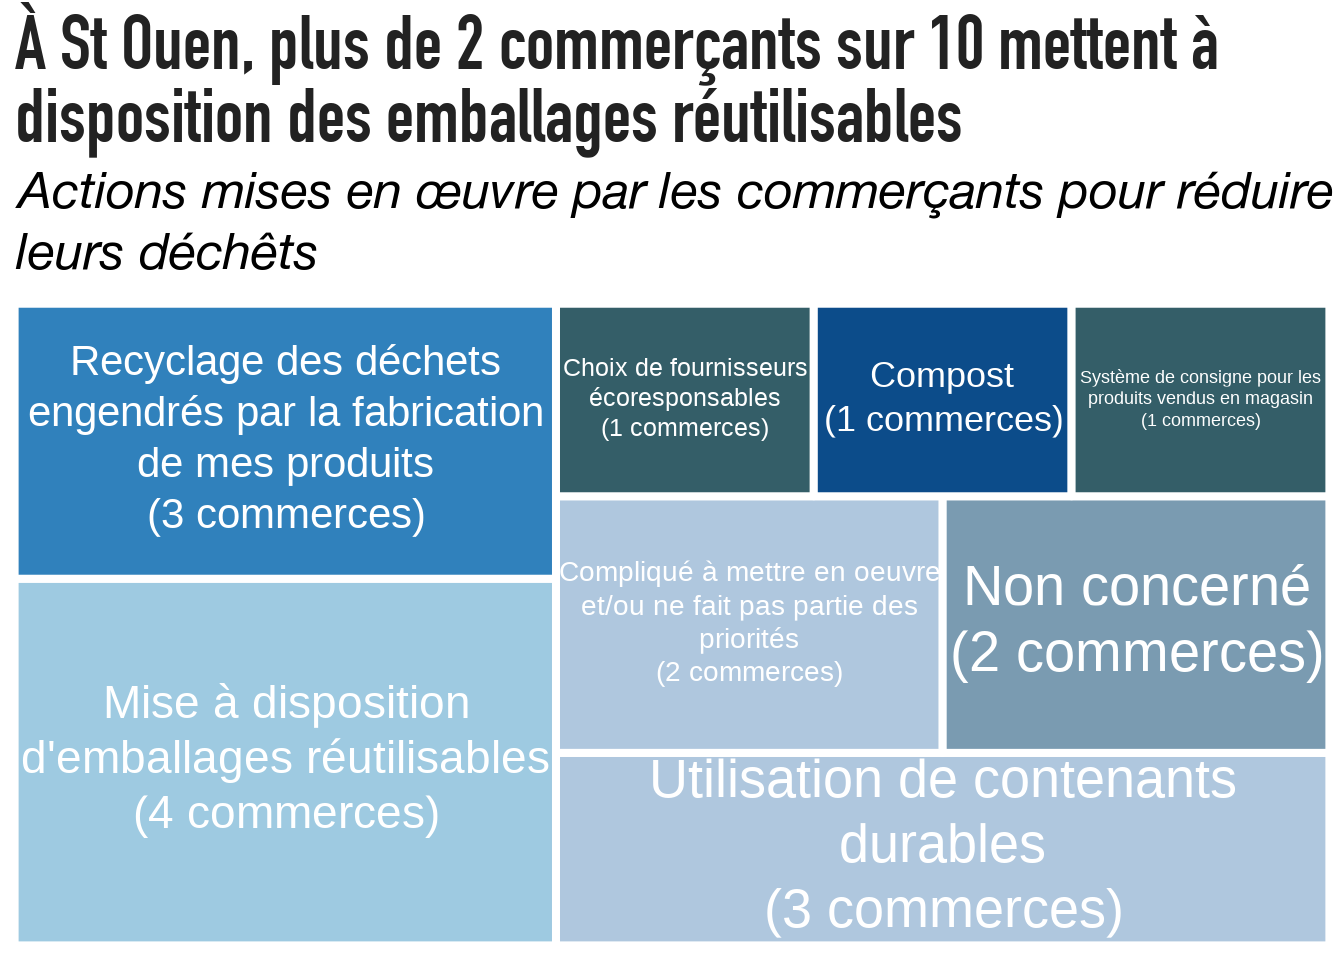 À St Ouen, plus de 2 commerçants sur 10 mettent à
disposition des emballages réutilisables
Actions mises en œuvre par les commerçants pour réduire
leurs déchêts
Recyclage des déchets
engendrés par la fabrication
de mes produits
(3 commerces)
Choix de fournisseurs
écoresponsables
(1 commerces)
Compost
(1 commerces)
Système de consigne pour les
produits vendus en magasin
(1 commerces)
Mise à disposition
d'emballages réutilisables
(4 commerces)
Compliqué à mettre en oeuvre
et/ou ne fait pas partie des
priorités
(2 commerces)
Non concerné
(2 commerces)
Utilisation de contenants
durables
(3 commerces)